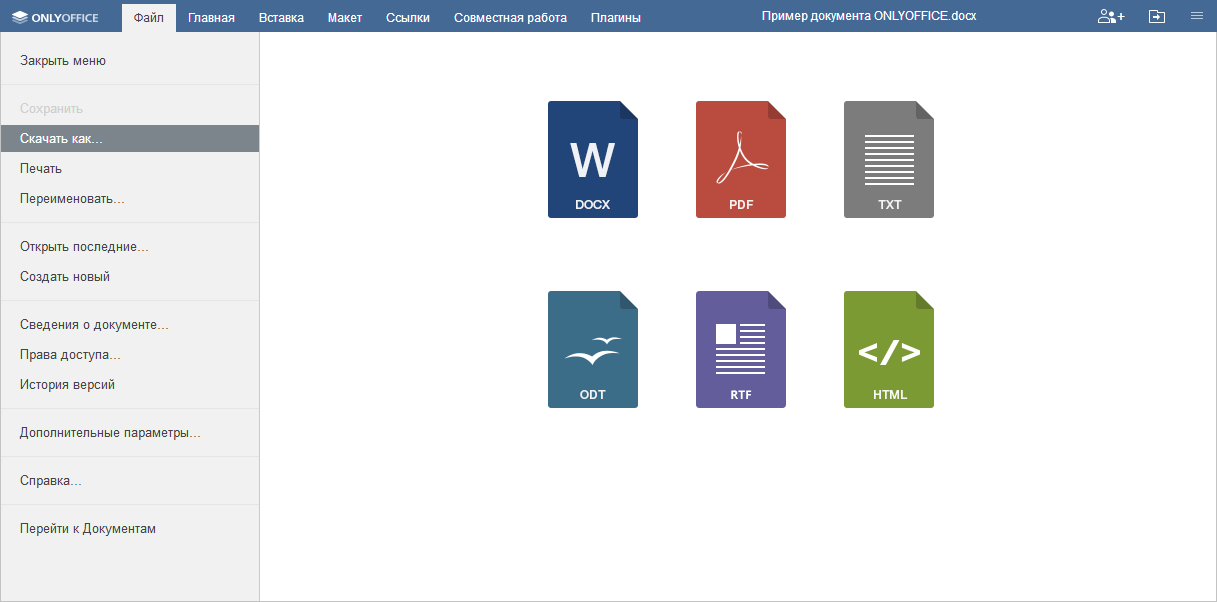 ONLYOFFICE Файл Главная Вставка Макет Ссылки Совместная работа Плагины Пример документа ONLYOFFICE.docx
Закрыть меню
Сохранить
Скачать как...
Печать
Переименовать...
Открыть последние...
Создать новый
Сведения о документе...
Права доступа...
История версий
Дополнительные параметры...
Справка...
Перейти к Документам
W
DOCX PDF TXT
</>
ODT RTF HTML